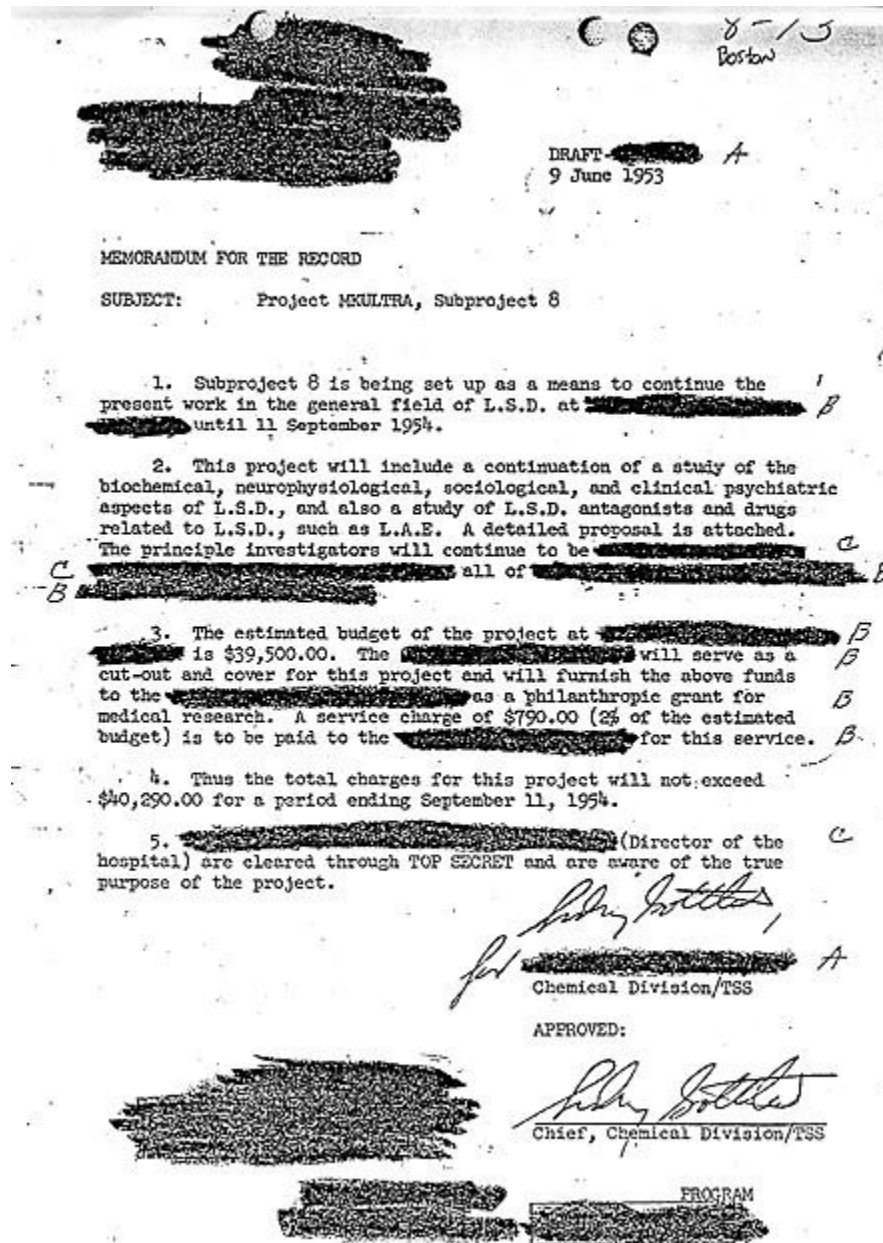 8-15
Boston
DRAFT- A
9 June 1953
MEMORANDUM FOR THE RECORD
SUBJECT: Project MKULTRA, Subproject 8
1. Subproject 8 is being set up as a means to continue the
present work in the general field of L.S.D. at B
until 11 September 1954.
2. This project will include a continuation of a study of the
biochemical, neurophysiological, sociological, and clinical psychiatric
aspects of L.S.D., and also a study of L.S.D. antagonists and drugs
related to L.S.D., such as L.A.E. A detailed proposal is attached.
The principle investigators will continue to be C
C all of B
B
3. The estimated budget of the project at B
is $39,500.00. The will serve as a B
cut-out and cover for this project and will furnish the above funds
to the as a philanthropic grant for B
medical research. A service charge of $790.00 (2% of the estimated
budget) is to be paid to the for this service. B
4. Thus the total charges for this project will not exceed
$40,290.00 for a period ending September 11, 1954.
5. (Director of the C
hospital) are cleared through TOP SECRET and are aware of the true
purpose of the project.
Sidney Gottlieb,
for A
Chemical Division/TSS
APPROVED:
Sidney Gottlieb
Chief, Chemical Division/TSS
PROGRAM